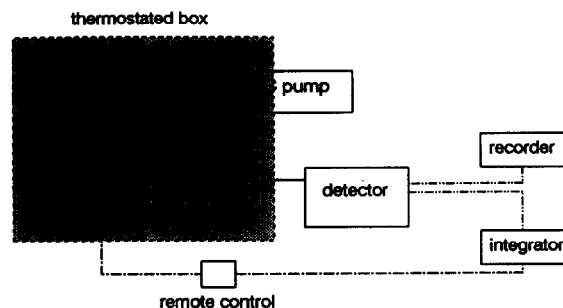 thermostated box
pump
recorder
detector
integrator
remote control